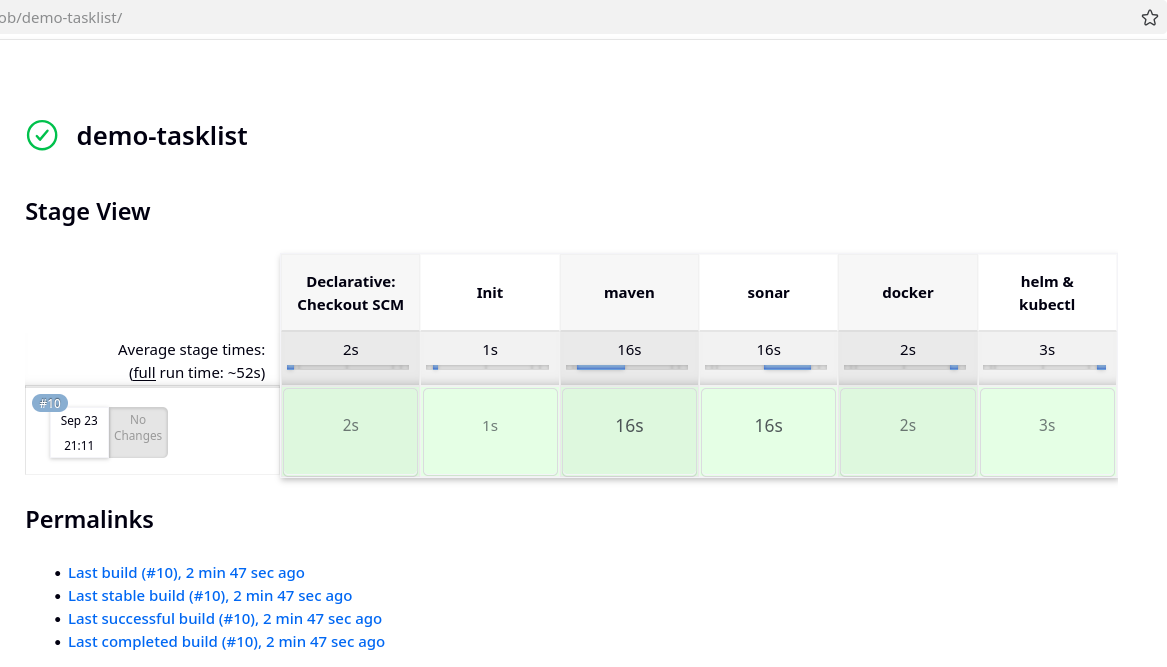 ob/demo-tasklist/
demo-tasklist
Stage View
Declarative:
Checkout SCM
Init
maven
sonar
docker
helm &
kubectl
Average stage times:
(full run time: ~52s)
2s
1s
16s
16s
2s
3s
#10
Sep 23
21:11
No
Changes
2s
1s
16s
16s
2s
3s
Permalinks
Last build (#10), 2 min 47 sec ago
Last stable build (#10), 2 min 47 sec ago
Last successful build (#10), 2 min 47 sec ago
Last completed build (#10), 2 min 47 sec ago